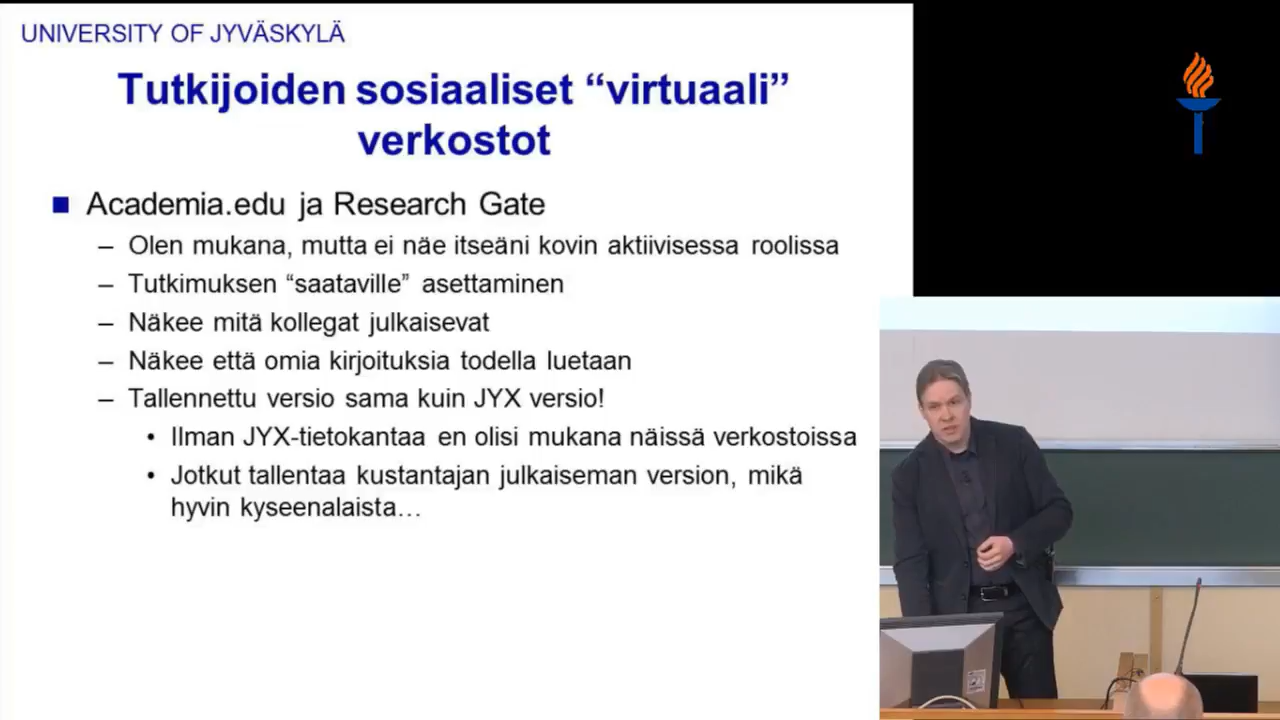 UNIVERSITY OF JYVÄSKYLÄ
Tutkijoiden sosiaaliset “virtuaali”
verkostot
Academia.edu ja Research Gate
– Olen mukana, mutta ei näe itseäni kovin aktiivisessa roolissa
– Tutkimuksen “saataville” asettaminen
– Näkee mitä kollegat julkaisevat
– Näkee että omia kirjoituksia todella luetaan
– Tallennettu versio sama kuin JYX versio!
• Ilman JYX-tietokantaa en olisi mukana näissä verkostoissa
• Jotkut tallentaa kustantajan julkaiseman version, mikä
hyvin kyseenalaista…